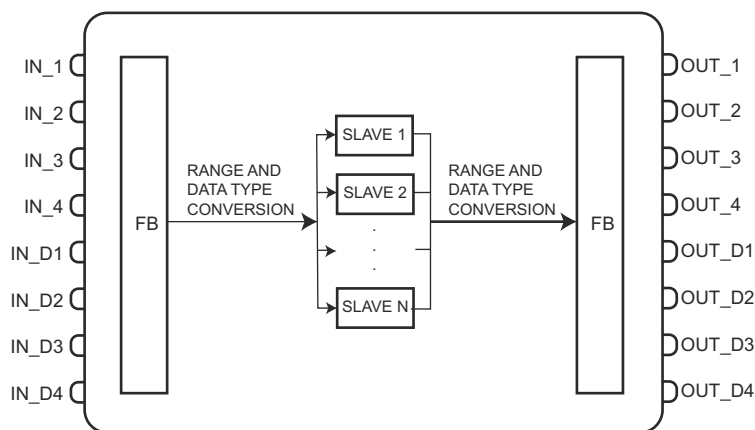 IN_1
IN_2
IN_3
IN_4
IN_D1
IN_D2
IN_D3
IN_D4
FB
RANGE AND
DATA TYPE
CONVERSION
SLAVE 1
SLAVE 2
.
.
.
SLAVE N
RANGE AND
DATA TYPE
CONVERSION
FB
OUT_1
OUT_2
OUT_3
OUT_4
OUT_D1
OUT_D2
OUT_D3
OUT_D4